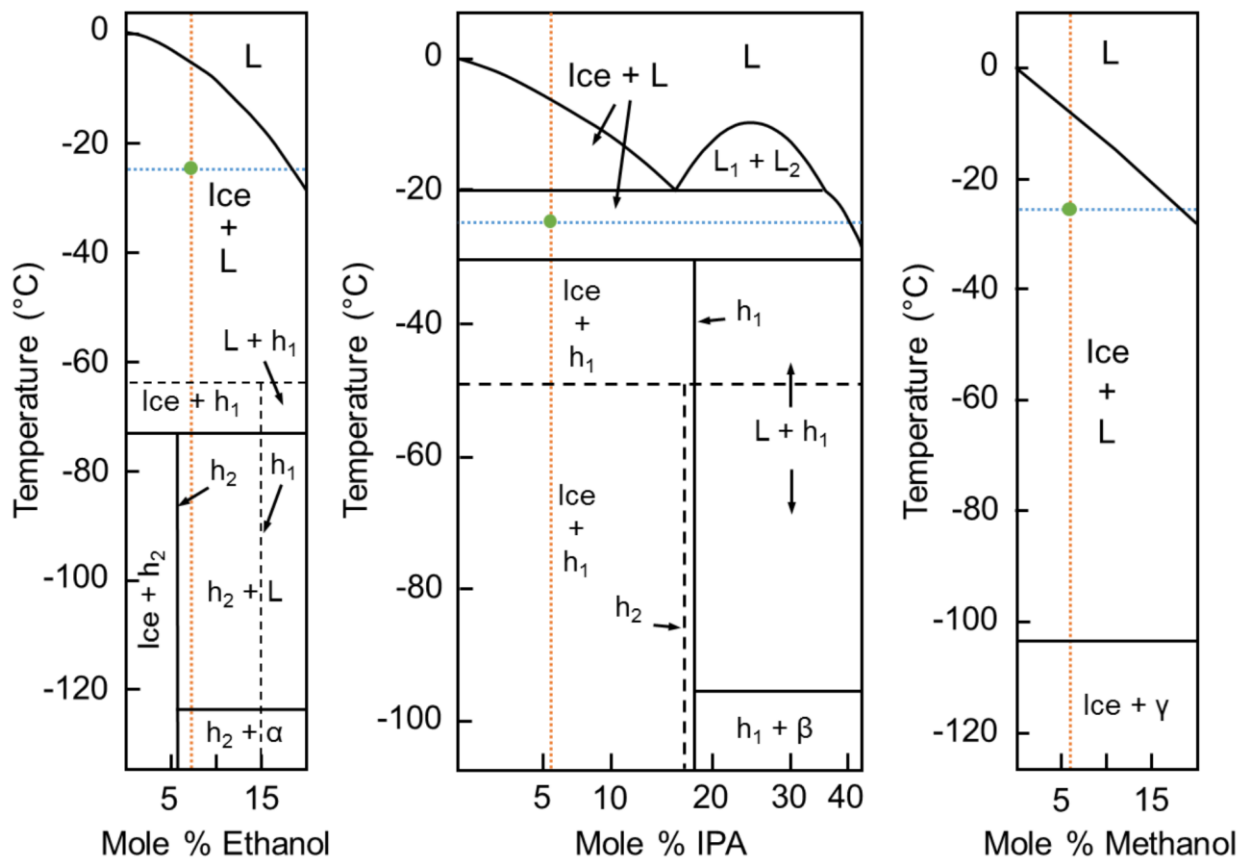 0
-20
-40
-60
-80
-100
-120
Temperature (°C)
L
Ice
+
L
L + h₁
Ice + h₁
h₂
h₁
Ice + h₂
h₂ + L
h₂ + α
5
15
Mole % Ethanol
0
-20
-40
-60
-80
-100
Temperature (°C)
Ice + L
L
L₁ + L₂
Ice
+
h₁
h₁
L + h₁
Ice
+
h₁
h₂
h₁ + β
5
10
20
30
40
Mole % IPA
0
-20
-40
-60
-80
-100
-120
Temperature (°C)
L
Ice
+
L
Ice + γ
5
15
Mole % Methanol